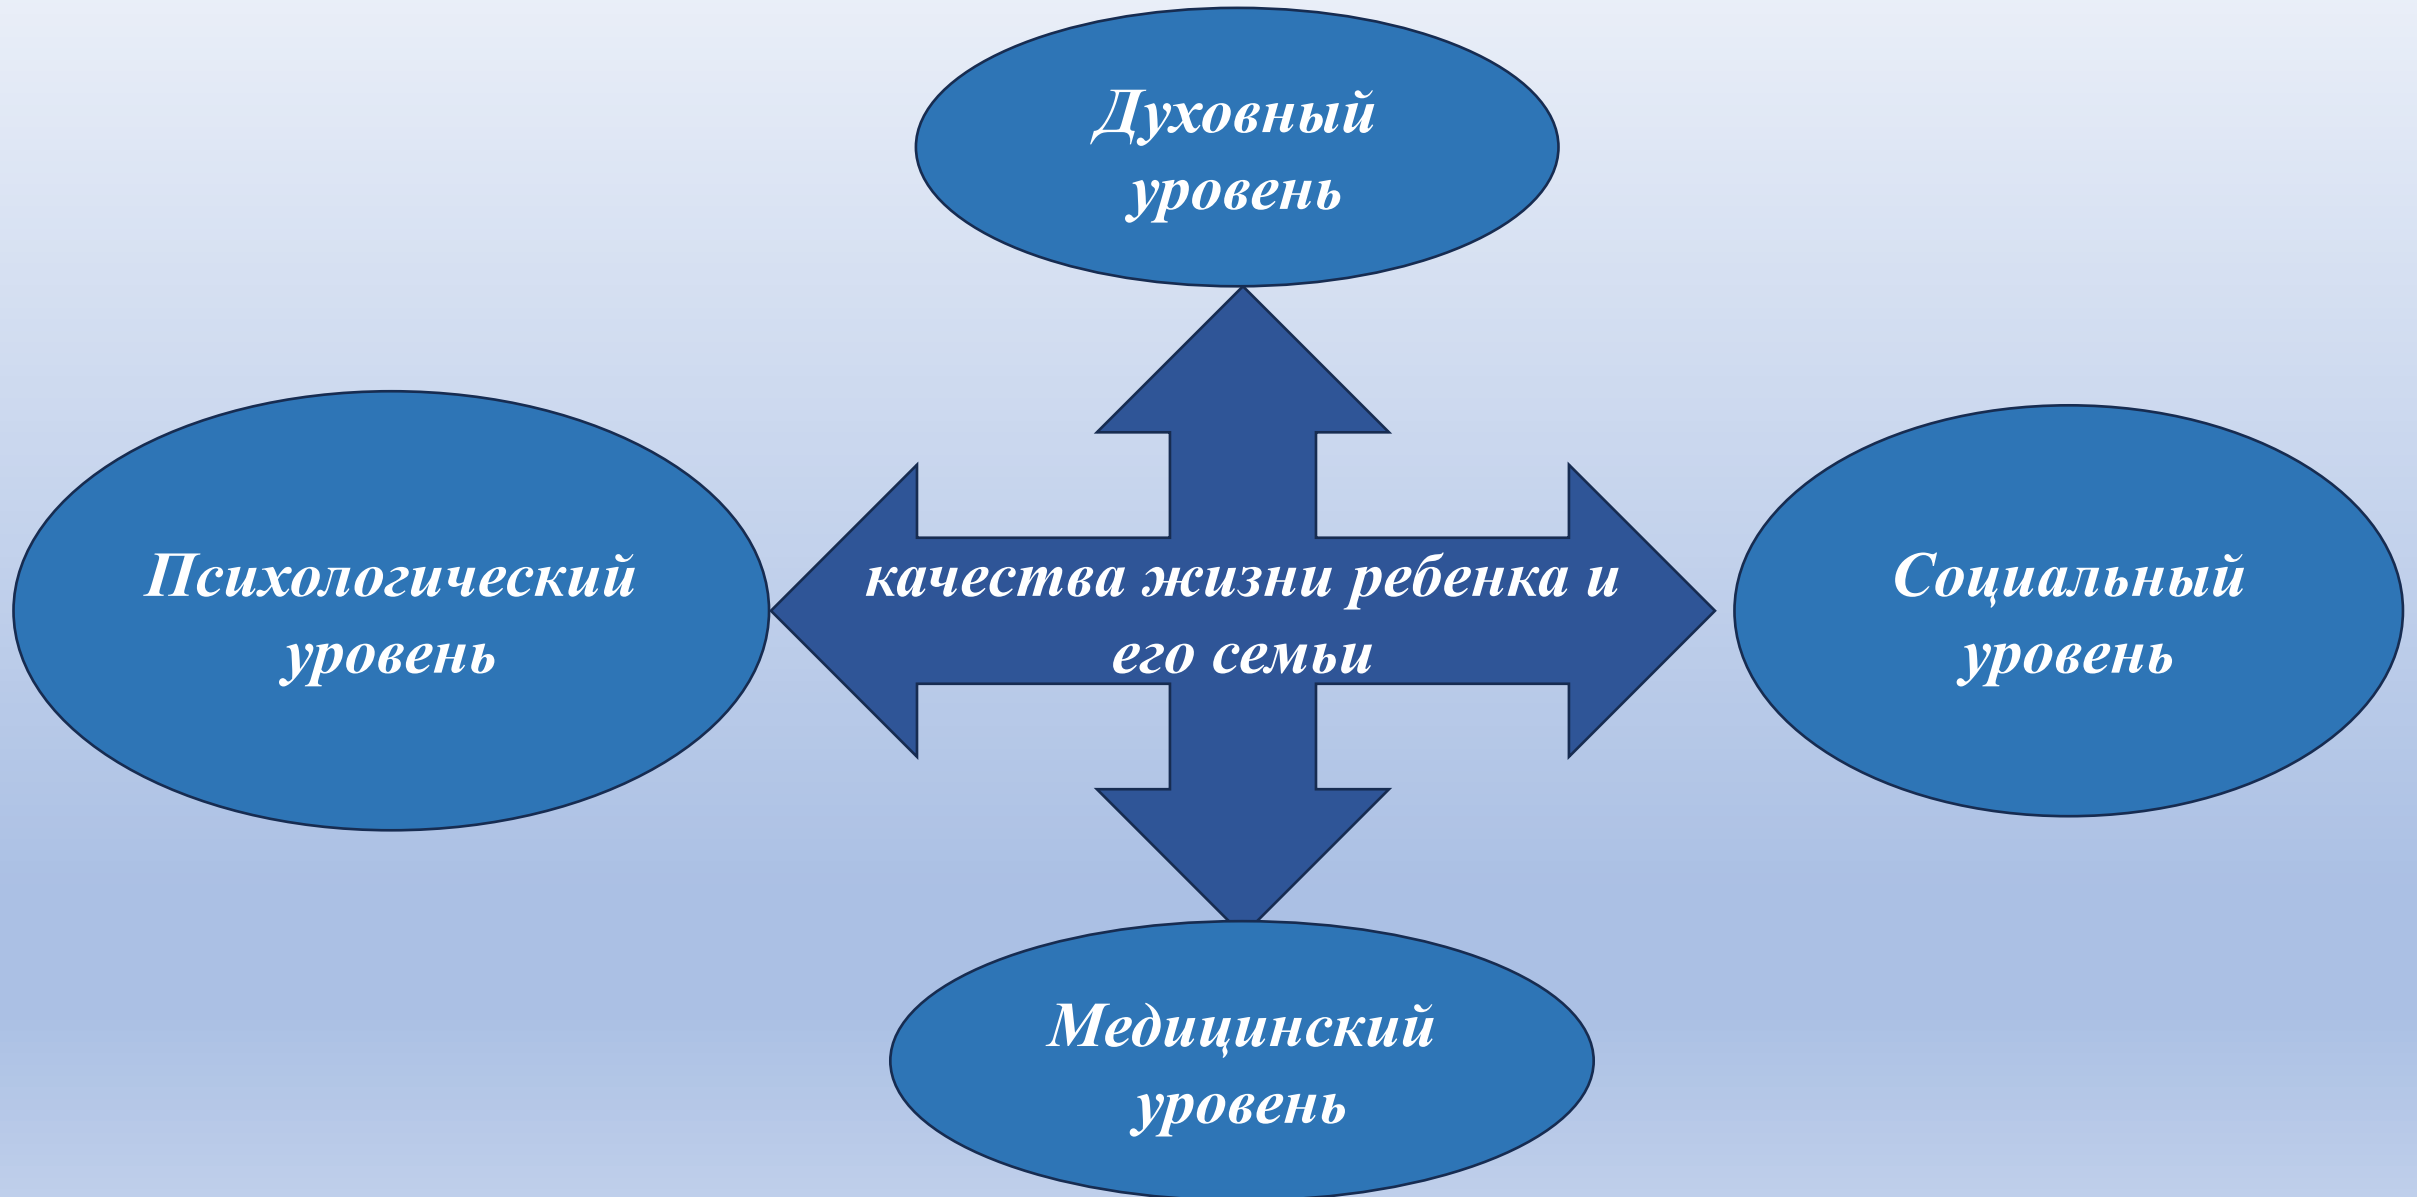 Духовный
уровень
Психологический
уровень
качества жизни ребенка и
его семьи
Социальный
уровень
Медицинский
уровень